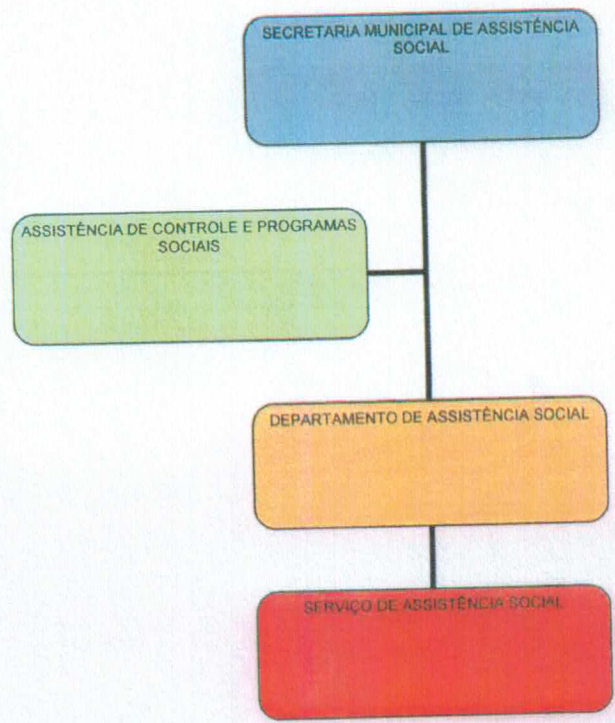 SECRETARIA MUNICIPAL DE ASSISTÊNCIA
SOCIAL
ASSISTÊNCIA DE CONTROLE E PROGRAMAS
SOCIAIS
DEPARTAMENTO DE ASSISTÊNCIA SOCIAL
SERVIÇO DE ASSISTÊNCIA SOCIAL